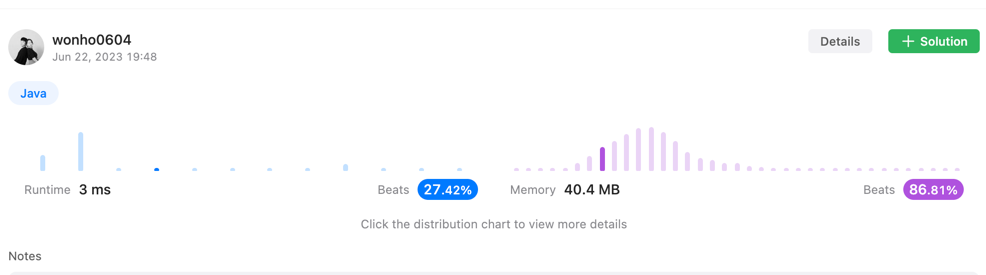 wonho0604
Jun 22, 2023 19:48
Details
+ Solution
Java
Runtime 3 ms Beats 27.42% Memory 40.4 MB Beats 86.81%
Click the distribution chart to view more details
Notes